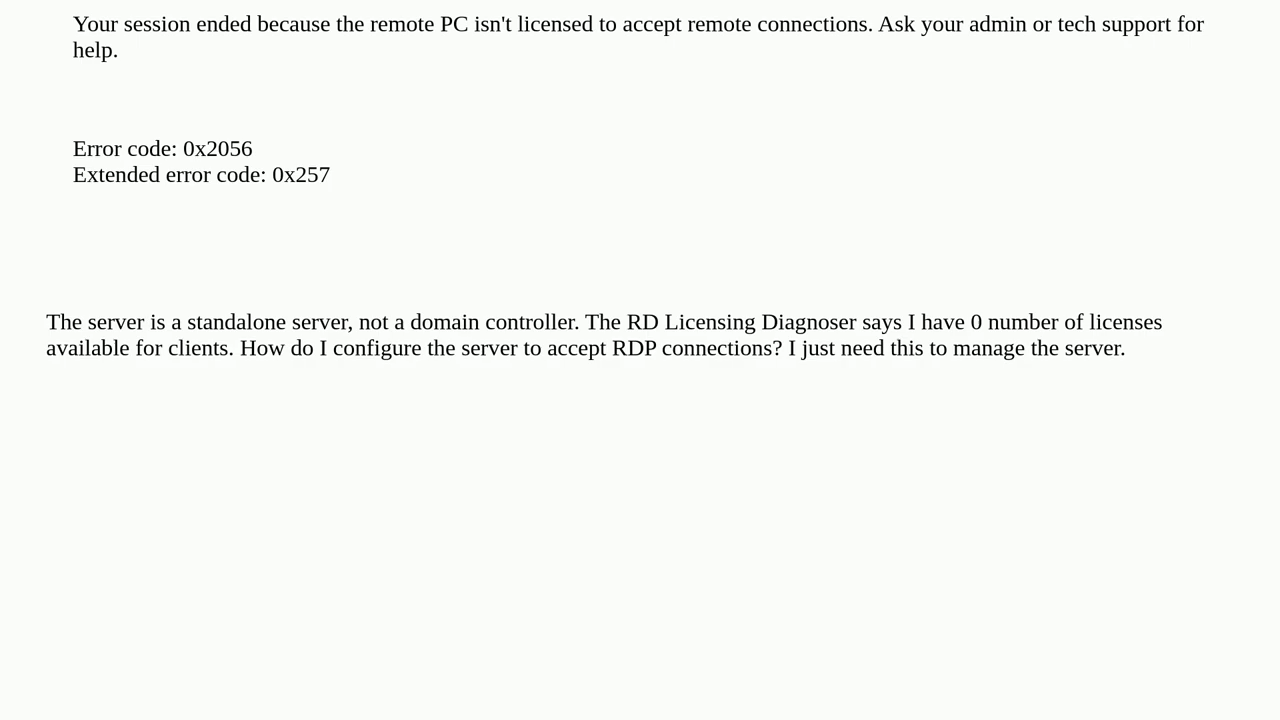 Your session ended because the remote PC isn't licensed to accept remote connections. Ask your admin or tech support for
help.
Error code: 0x2056
Extended error code: 0x257
The server is a standalone server, not a domain controller. The RD Licensing Diagnoser says I have 0 number of licenses
available for clients. How do I configure the server to accept RDP connections? I just need this to manage the server.